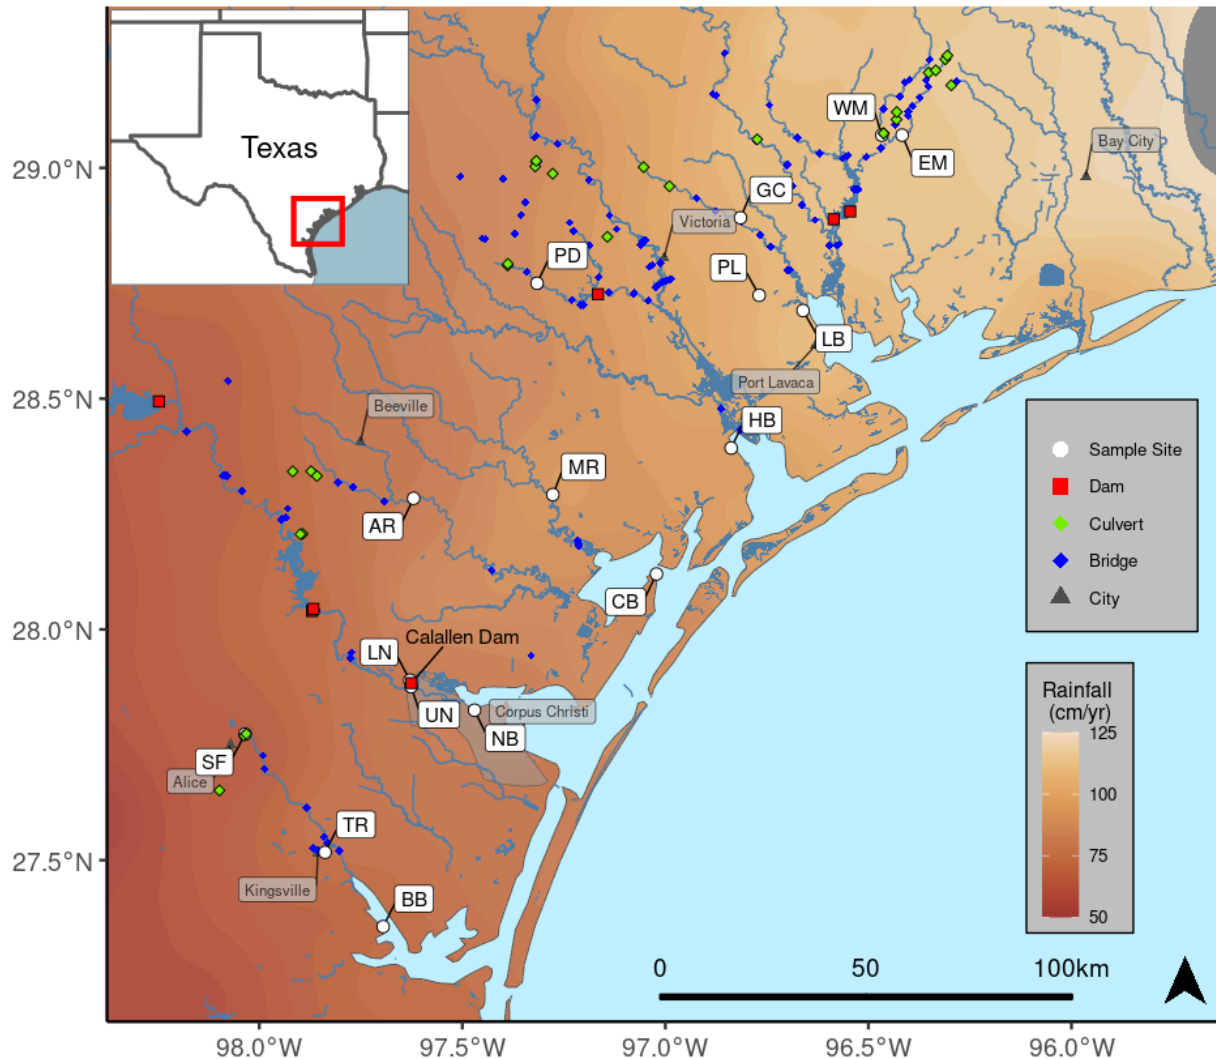 Texas
29.0°N
28.5°N
28.0°N
27.5°N
WM
EM
Bay City
GC
Victoria
PD
PL
LB
Port Lavaca
Beeville
HB
MR
AR
CB
Calallen Dam
LN
UN
Corpus Christi
NB
SF
Alice
TR
Kingsville
BB
Sample Site
Dam
Culvert
Bridge
City
Rainfall
(cm/yr)
125
100
75
50
0 50 100km
98.0°W 97.5°W 97.0°W 96.5°W 96.0°W